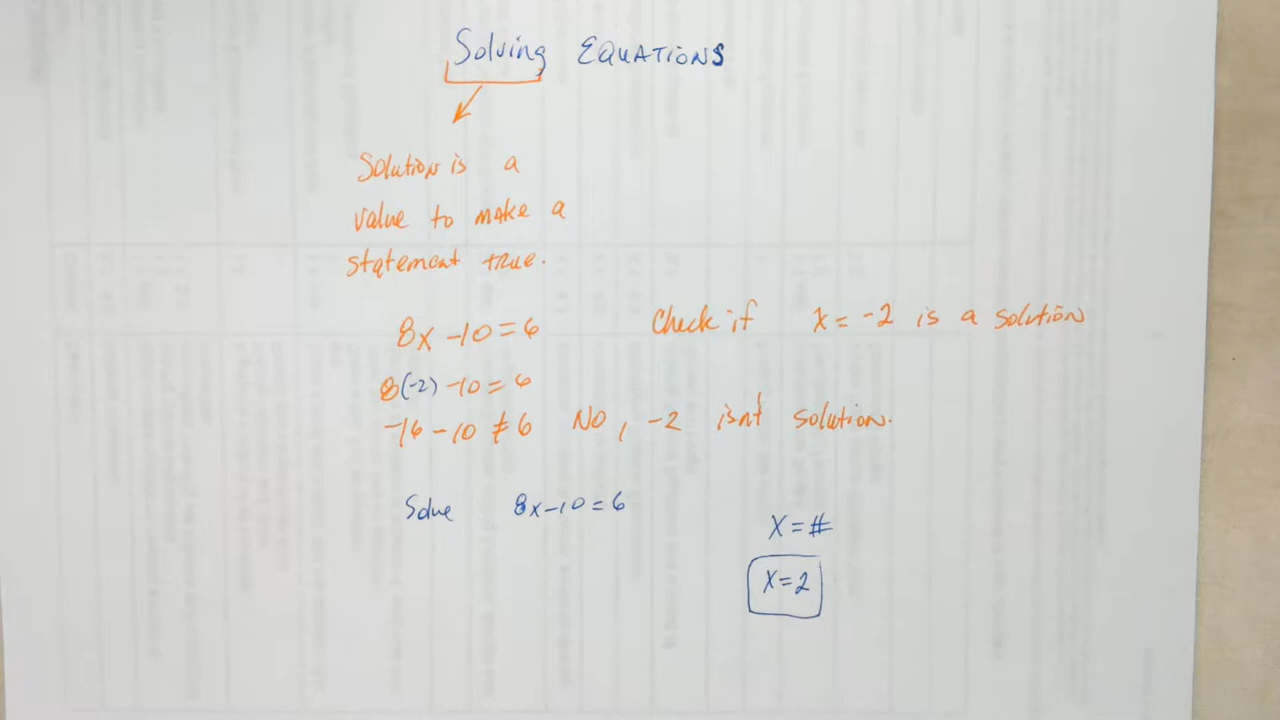 Solving EQUATIONS
Solution is a
value to make a
statement true.
8x -10 = 6
Check if x = -2 is a solution
8(-2) -10 = 6
-16 -10 ≠ 6 No, -2 isn't solution.
Solve 8x-10=6
X = #
X=2